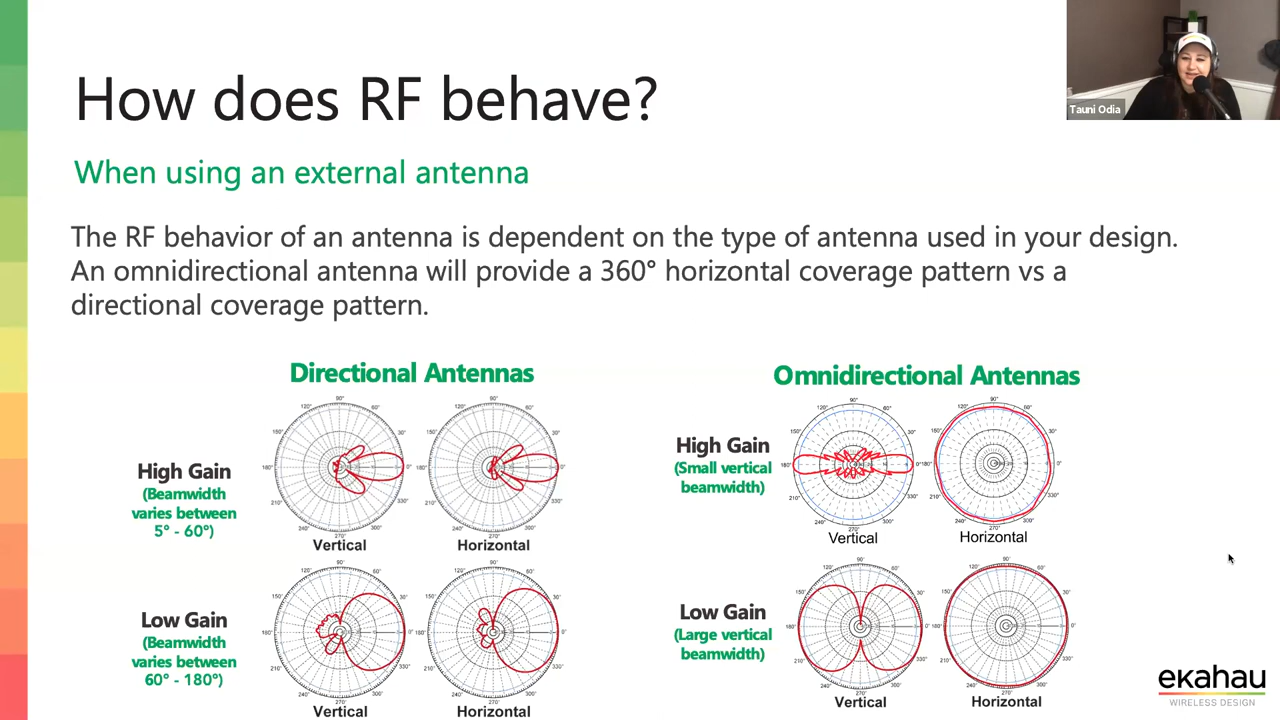 How does RF behave?
Tauni Odia
When using an external antenna
The RF behavior of an antenna is dependent on the type of antenna used in your design.
An omnidirectional antenna will provide a 360° horizontal coverage pattern vs a
directional coverage pattern.
Directional Antennas
High Gain
(Beamwidth
varies between
5° - 60°)
Vertical
Horizontal
Low Gain
(Beamwidth
varies between
60° - 180°)
Vertical
Horizontal
Omnidirectional Antennas
High Gain
(Small vertical
beamwidth)
Vertical
Horizontal
Low Gain
(Large vertical
beamwidth)
Vertical
Horizontal
ekahau
WIRELESS DESIGN